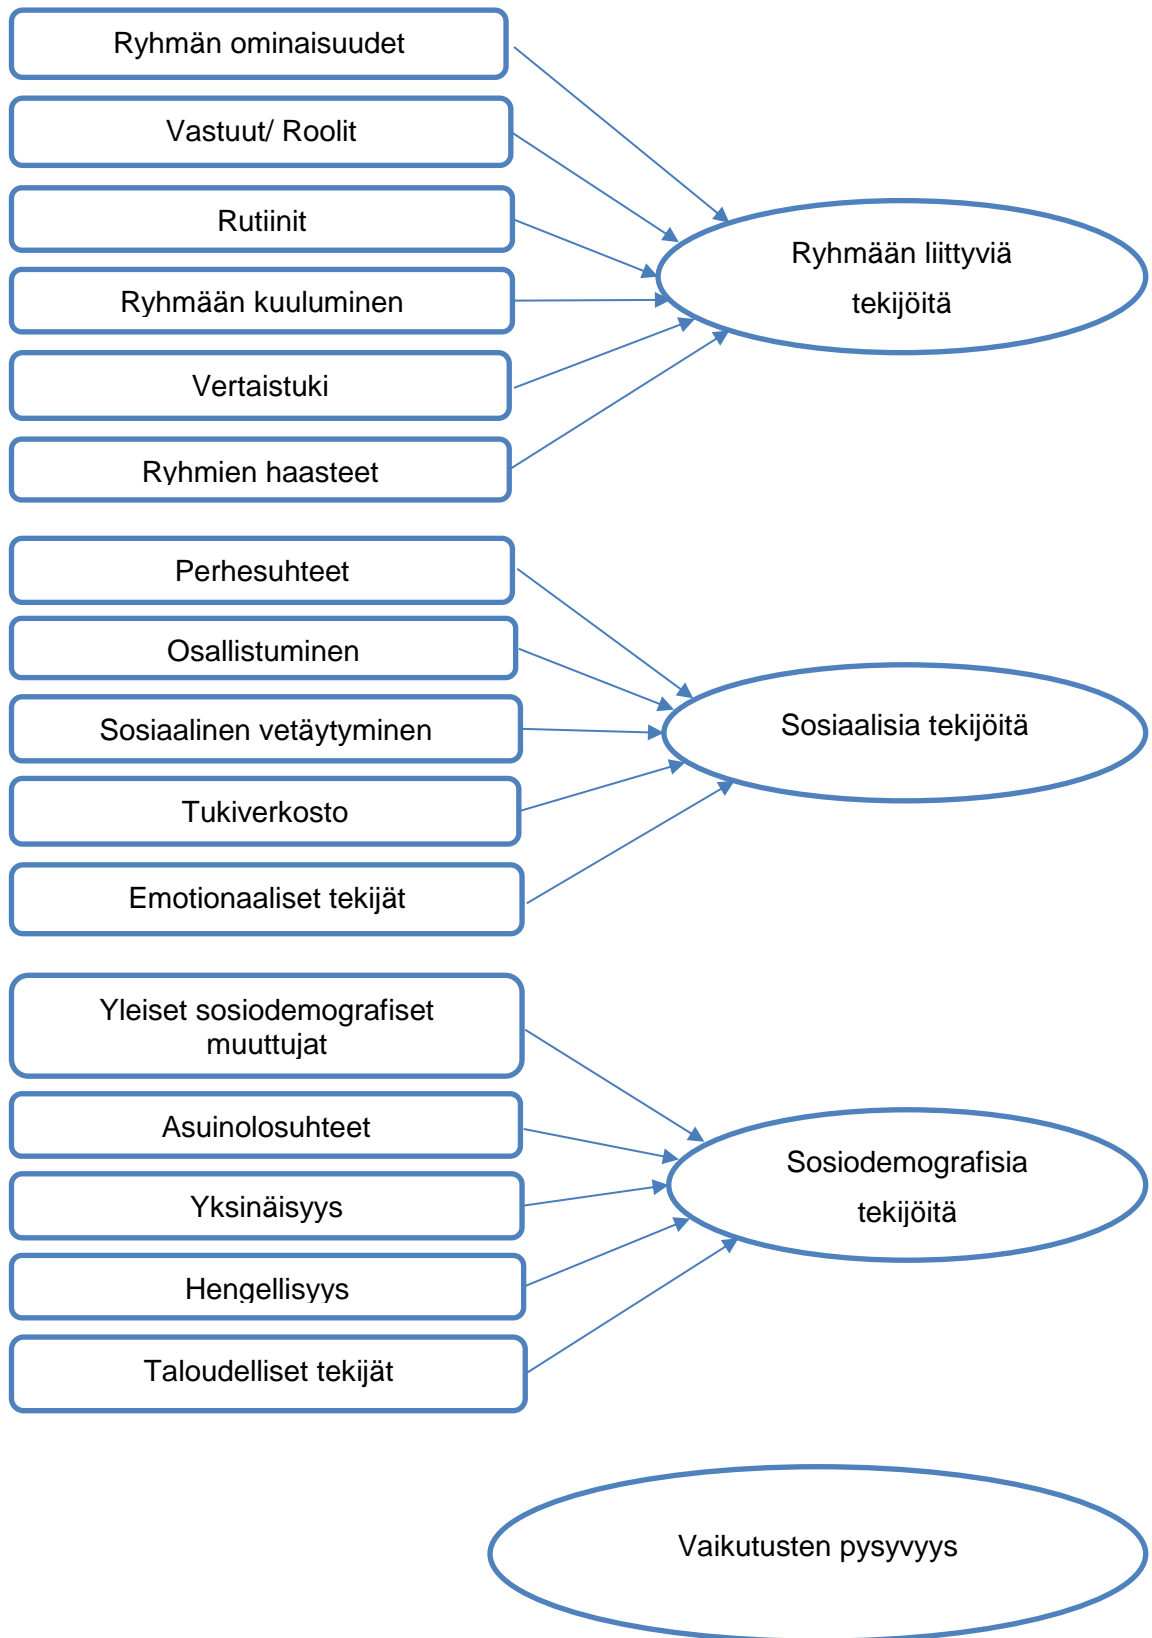 Ryhmän ominaisuudet
Vastuut/ Roolit
Rutiinit
Ryhmään kuuluminen
Vertaistuki
Ryhmien haasteet
Ryhmään liittyviä
tekijöitä
Perhesuhteet
Osallistuminen
Sosiaalinen vetäytyminen
Tukiverkosto
Emotionaaliset tekijät
Sosiaalisia tekijöitä
Yleiset sosiodemografiset
muuttujat
Asuinolosuhteet
Yksinäisyys
Hengellisyys
Taloudelliset tekijät
Sosiodemografisia
tekijöitä
Vaikutusten pysyvyys